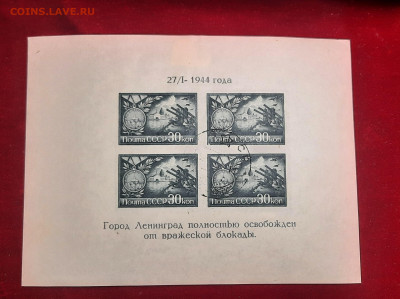 COINS.LAVE.RU
27/I-1944 года
Почта СССР 30 коп
Почта СССР 30 коп
Почта СССР 30 коп
Почта СССР 30 коп
Город Ленинград полностью освобожден
от вражеской блокады.